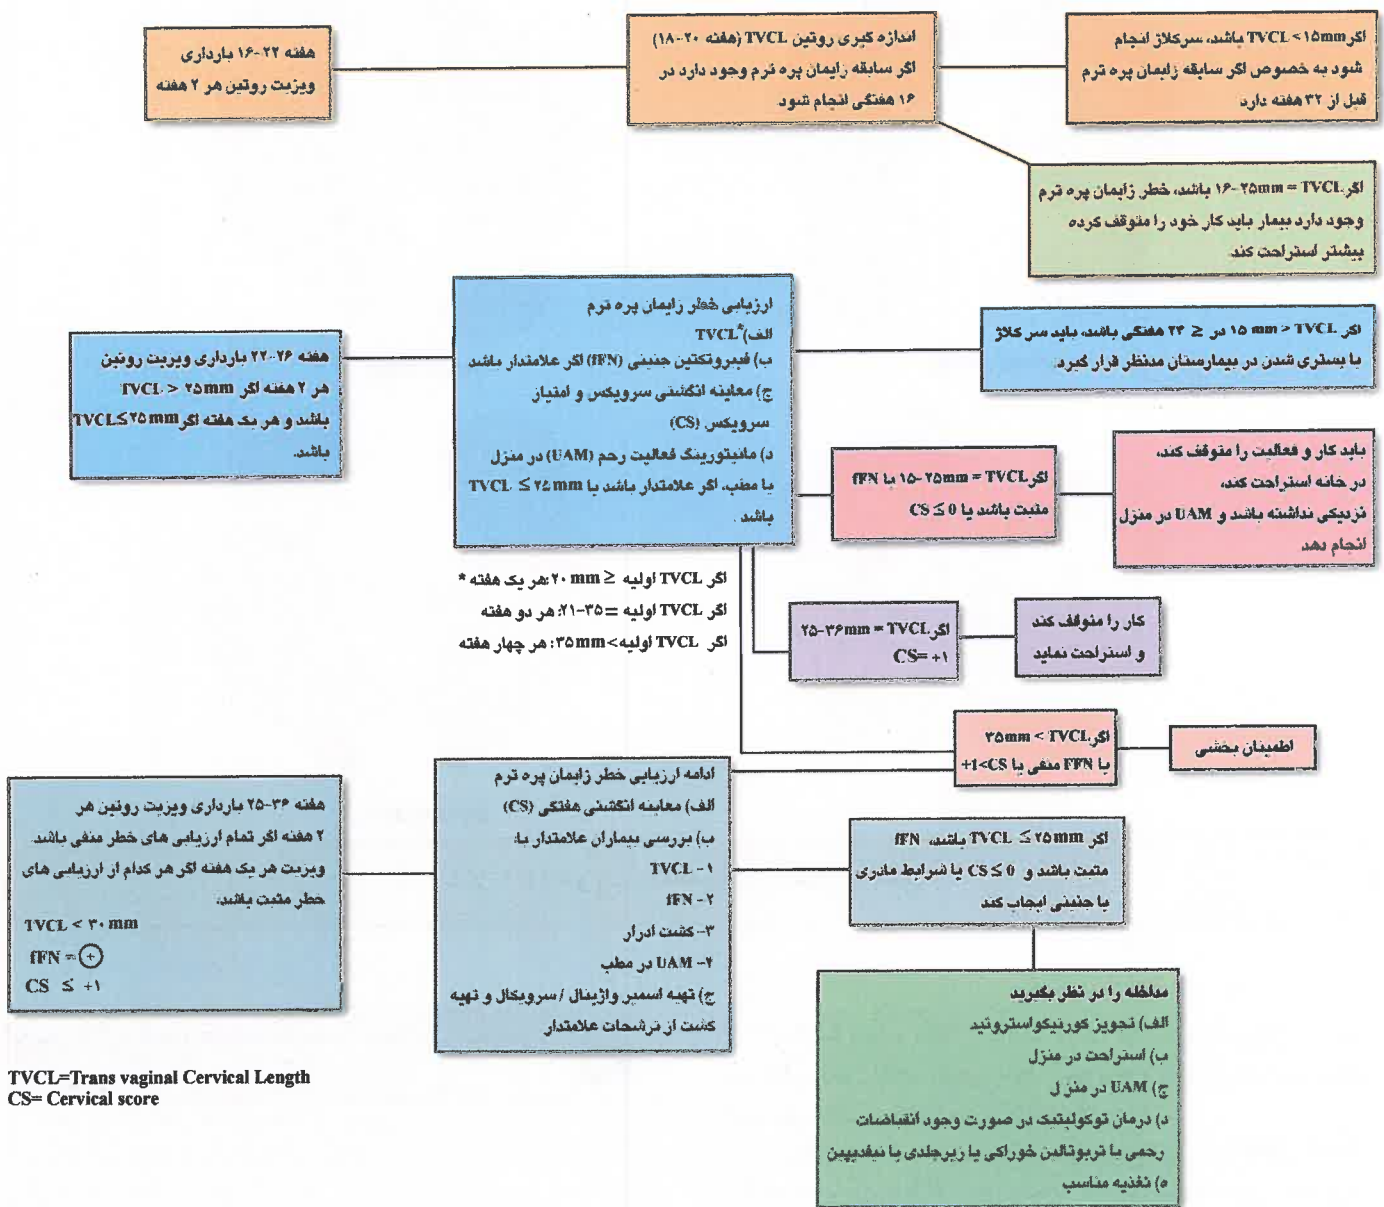 هفته ۲۲-۱۶ بارداری
ویزیت روتین هر ۲ هفته
اندازه گیری روتین TVCL (هفته ۲۰-۱۸)
اگر سابقه زایمان پره ترم وجود دارد در
۱۶ هفتگی انجام شود.
اگر TVCL < ۱۵mm باشد، سرکلاژ انجام
شود به خصوص اگر سابقه زایمان پره ترم
قبل از ۳۲ هفته دارد
اگر TVCL = ۱۶-۲۵mm باشد، خطر زایمان پره ترم
وجود دارد بیمار باید کار خود را متوقف کرده
بیشتر استراحت کند.
هفته ۲۶-۲۲ بارداری ویزیت روتین
هر ۲ هفته اگر TVCL > ۲۵mm
باشد و هر یک هفته اگر TVCL ≤ ۲۵mm
باشد.
ارزیابی خطر زایمان پره ترم
الف) TVCL*
ب) فیبرونکتین جنینی (fFN) اگر علامتدار باشد
ج) معاینه انگشتی سرویکس و امتیاز
سرویکس (CS)
د) مانیتورینگ فعالیت رحم (UAM) در منزل
یا مطب، اگر علامتدار باشد یا TVCL ≤ ۲۵mm
باشد.
اگر ۱۵ mm > TVCL در ≤ ۲۴ هفتگی باشد، باید سرکلاژ
یا بستری شدن در بیمارستان مدنظر قرار گیرد.
اگر TVCL = ۱۵-۲۵mm یا fFN
مثبت باشد یا CS ≤ 0
باید کار و فعالیت را متوقف کند،
در خانه استراحت کند،
نزدیکی نداشته باشد و UAM در منزل
انجام دهد.
اگر TVCL اولیه ≤ ۲۰ mm: هر یک هفته *
اگر TVCL اولیه = ۳۵-۲۱: هر دو هفته
اگر TVCL اولیه > ۳۵mm: هر چهار هفته
اگر TVCL = ۲۵-۳۶mm
CS= +۱
کار را متوقف کند
و استراحت نماید
اگر ۳۵mm < TVCL
یا FFN منفی یا CS>1+
اطمینان بخشی
هفته ۳۶-۲۵ بارداری ویزیت روتین هر
۲ هفته اگر تمام ارزیابی های خطر منفی باشد.
ویزیت هر یک هفته اگر هر کدام از ارزیابی های
خطر مثبت باشد.
TVCL < ۳۰ mm
fFN = ⊕
CS ≤ +۱
ادامه ارزیابی خطر زایمان پره ترم
الف) معاینه انگشتی هفتگی (CS)
ب) بررسی بیماران علامتدار با:
۱- TVCL
۲- fFN
۳- کشت ادرار
۴- UAM در مطب
ج) تهیه اسمیر واژینال / سرویکال و تهیه
کشت از ترشحات علامتدار
اگر TVCL ≤ ۲۵mm باشد، fFN
مثبت باشد و CS ≤ 0 یا شرایط مادری
یا جنینی ایجاب کند
مداخله را در نظر بگیرید
الف) تجویز کورتیکواستروئید
ب) استراحت در منزل
ج) UAM در منزل
د) درمان توکولیتیک در صورت وجود انقباضات
رحمی با تربوتالین خوراکی یا زیرجلدی یا نیفدیپین
ه) تغذیه مناسب
TVCL=Trans vaginal Cervical Length
CS= Cervical score